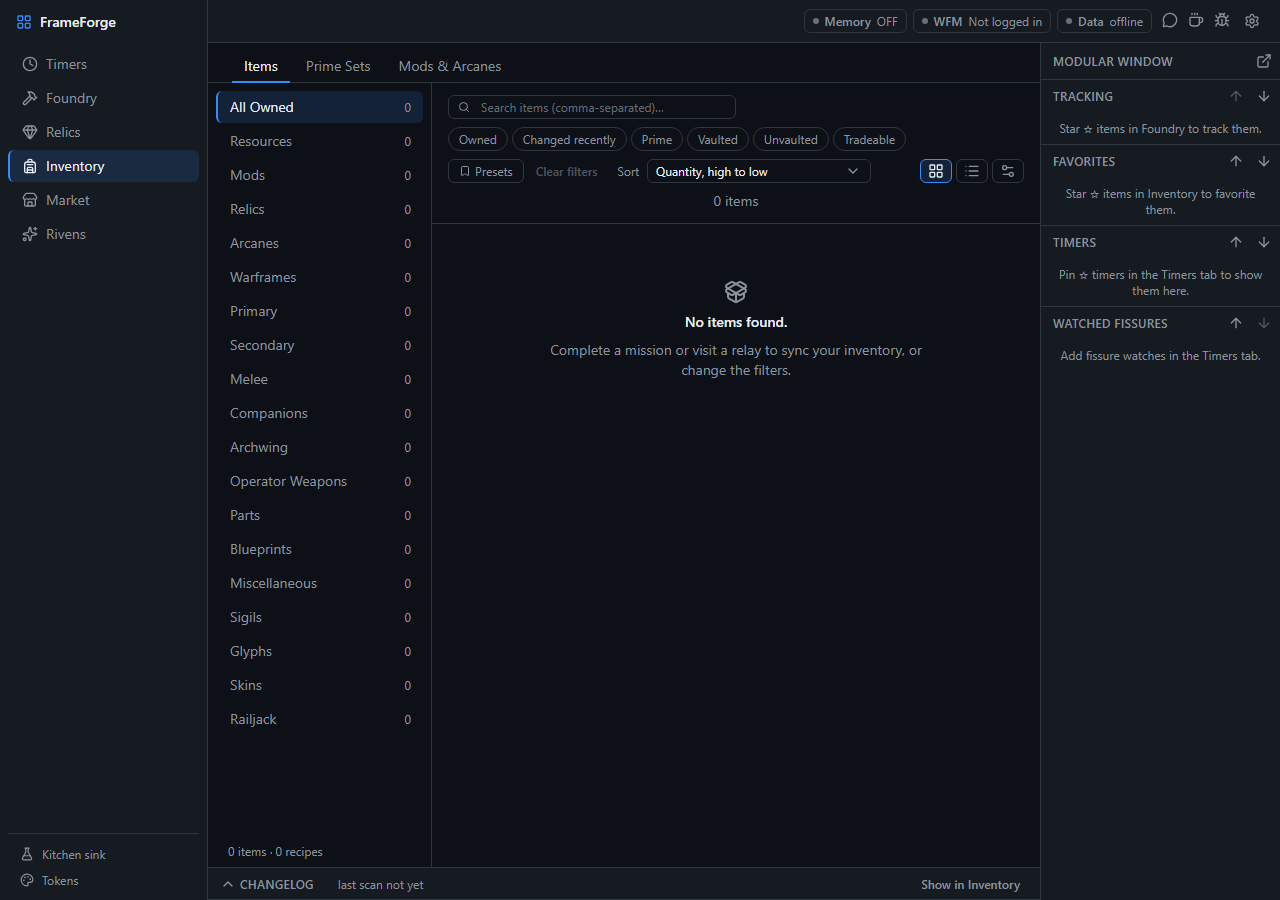 FrameForge
Memory OFF
WFM Not logged in
Data offline
Timers
Foundry
Relics
Inventory
Market
Rivens
Kitchen sink
Tokens
Items
Prime Sets
Mods & Arcanes
All Owned 0
Resources 0
Mods 0
Relics 0
Arcanes 0
Warframes 0
Primary 0
Secondary 0
Melee 0
Companions 0
Archwing 0
Operator Weapons 0
Parts 0
Blueprints 0
Miscellaneous 0
Sigils 0
Glyphs 0
Skins 0
Railjack 0
0 items · 0 recipes
Search items (comma-separated)...
Owned Changed recently Prime Vaulted Unvaulted Tradeable
Presets Clear filters Sort Quantity, high to low
0 items
No items found.
Complete a mission or visit a relay to sync your inventory, or
change the filters.
CHANGELOG last scan not yet Show in Inventory
MODULAR WINDOW
TRACKING
Star ☆ items in Foundry to track them.
FAVORITES
Star ☆ items in Inventory to favorite
them.
TIMERS
Pin ☆ timers in the Timers tab to show
them here.
WATCHED FISSURES
Add fissure watches in the Timers tab.